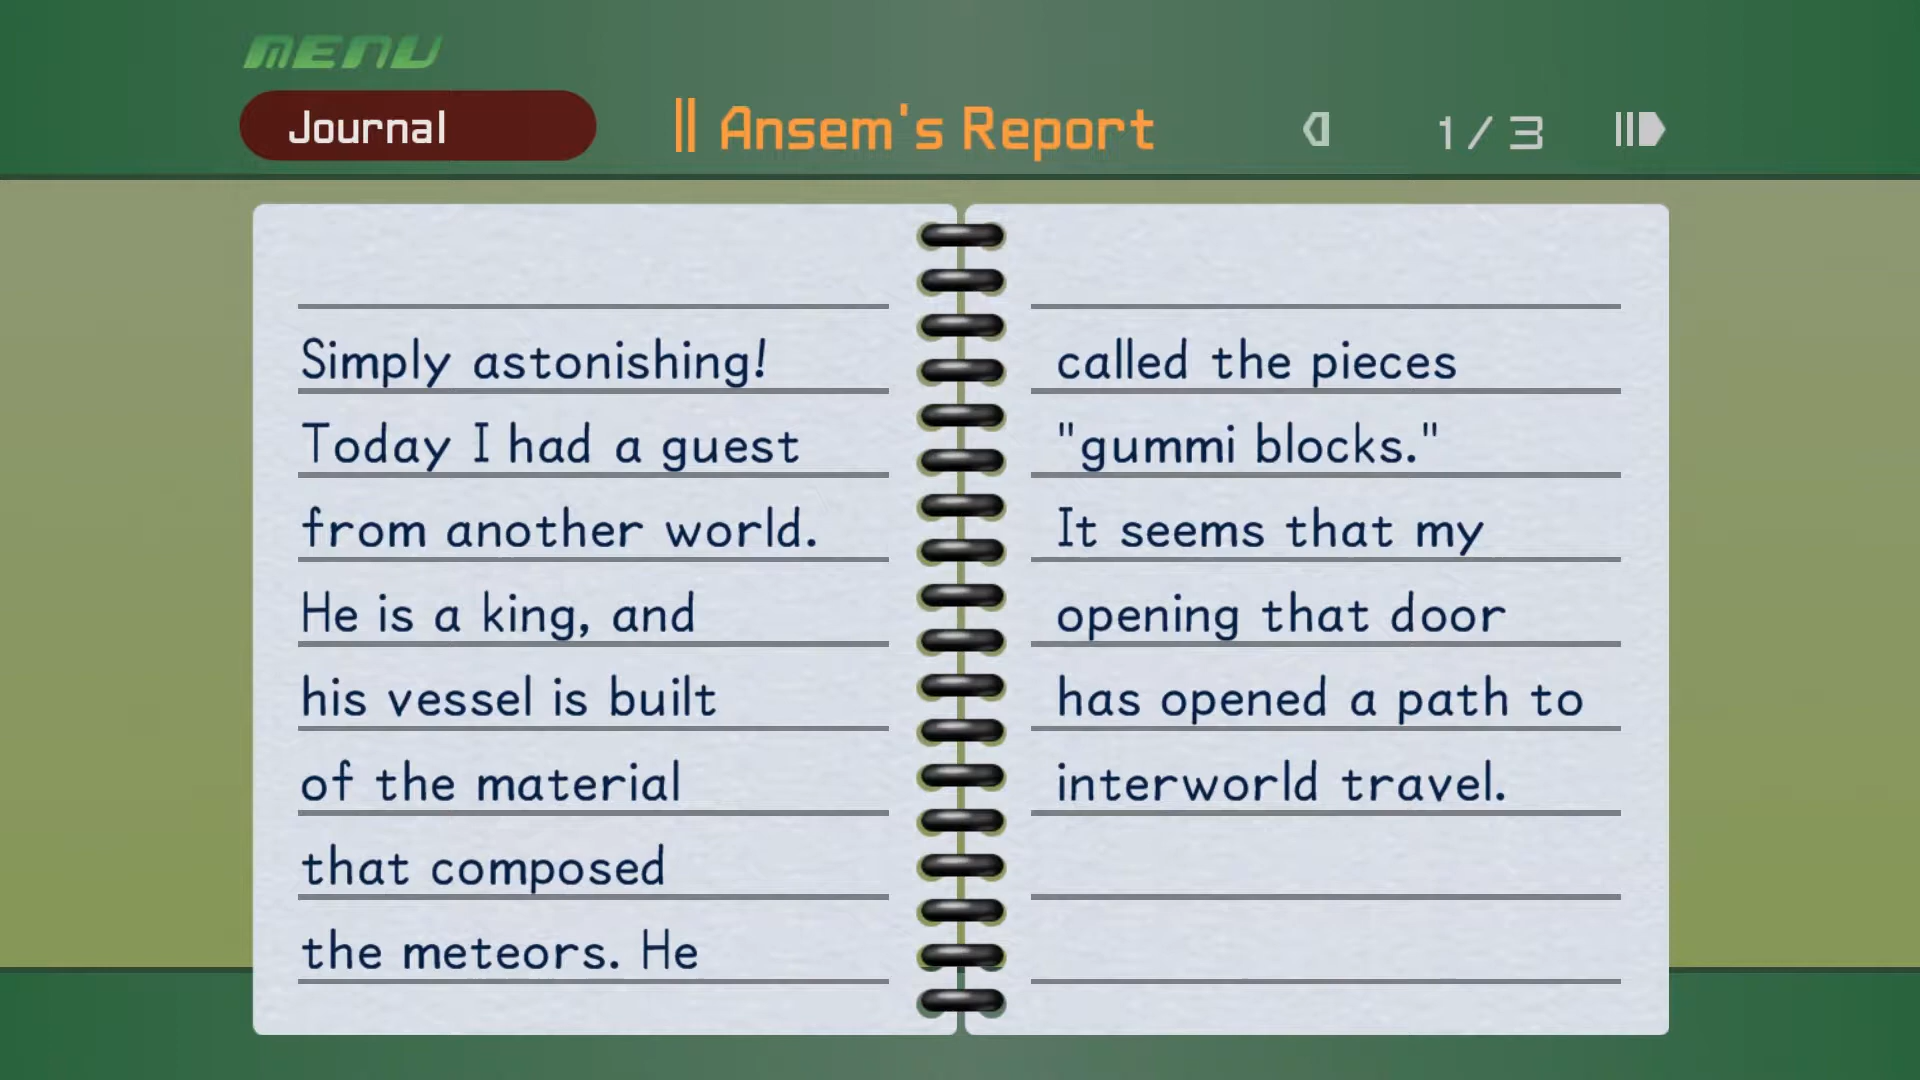 MENU
Journal
Ansem's Report
1 / 3
Simply astonishing!
Today I had a guest
from another world.
He is a king, and
his vessel is built
of the material
that composed
the meteors. He
called the pieces
"gummi blocks."
It seems that my
opening that door
has opened a path to
interworld travel.